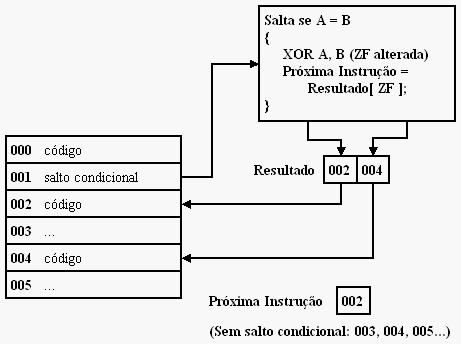 Salta se A = B
{
XOR A, B (ZF alterada)
Próxima Instrução =
Resultado[ ZF ];
}
000 código
001 salto condicional
002 código
003 ...
004 código
005 ...
Resultado 002 004
Próxima Instrução 002
(Sem salto condicional: 003, 004, 005...)